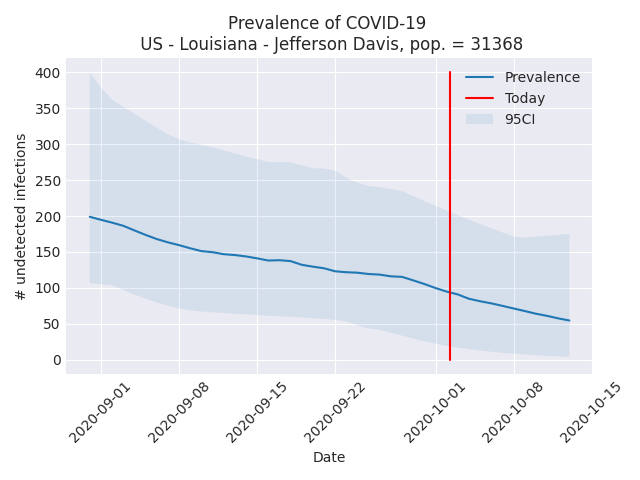 Prevalence of COVID-19
US - Louisiana - Jefferson Davis, pop. = 31368
400
350
300
250
200
150
100
50
0
# undetected infections
Prevalence
Today
95CI
2020-09-01
2020-09-08
2020-09-15
2020-09-22
2020-10-01
2020-10-08
2020-10-15
Date